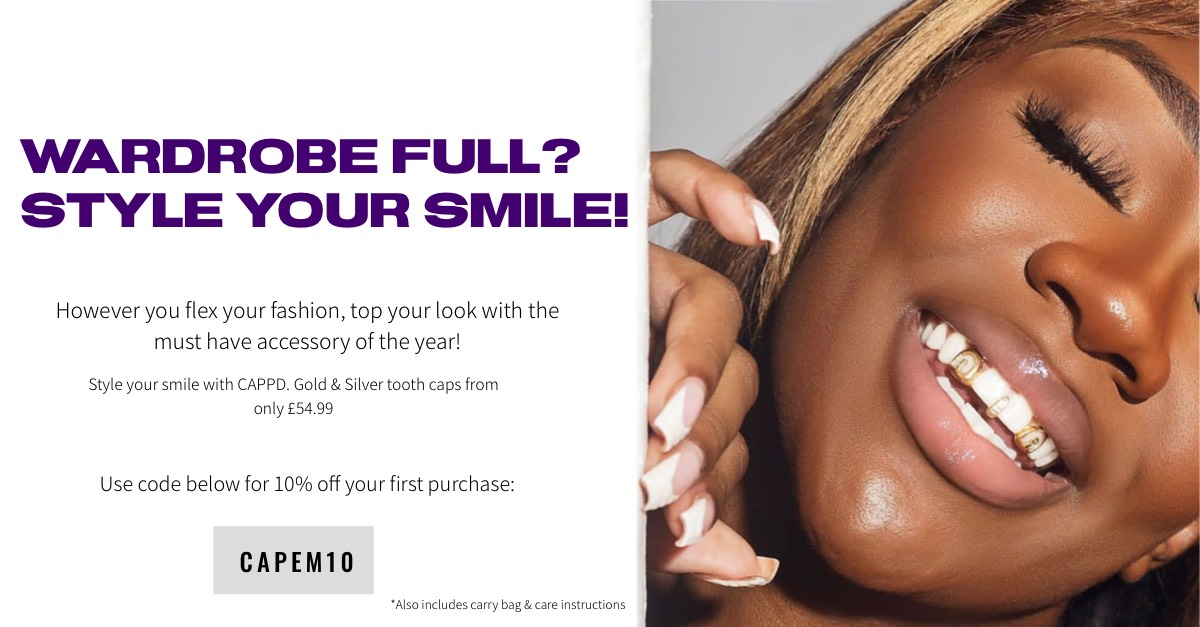 WARDROBE FULL?
STYLE YOUR SMILE!
However you flex your fashion, top your look with the
must have accessory of the year!
Style your smile with CAPPD. Gold & Silver tooth caps from
only £54.99
Use code below for 10% off your first purchase:
CAPEM10
*Also includes carry bag & care instructions